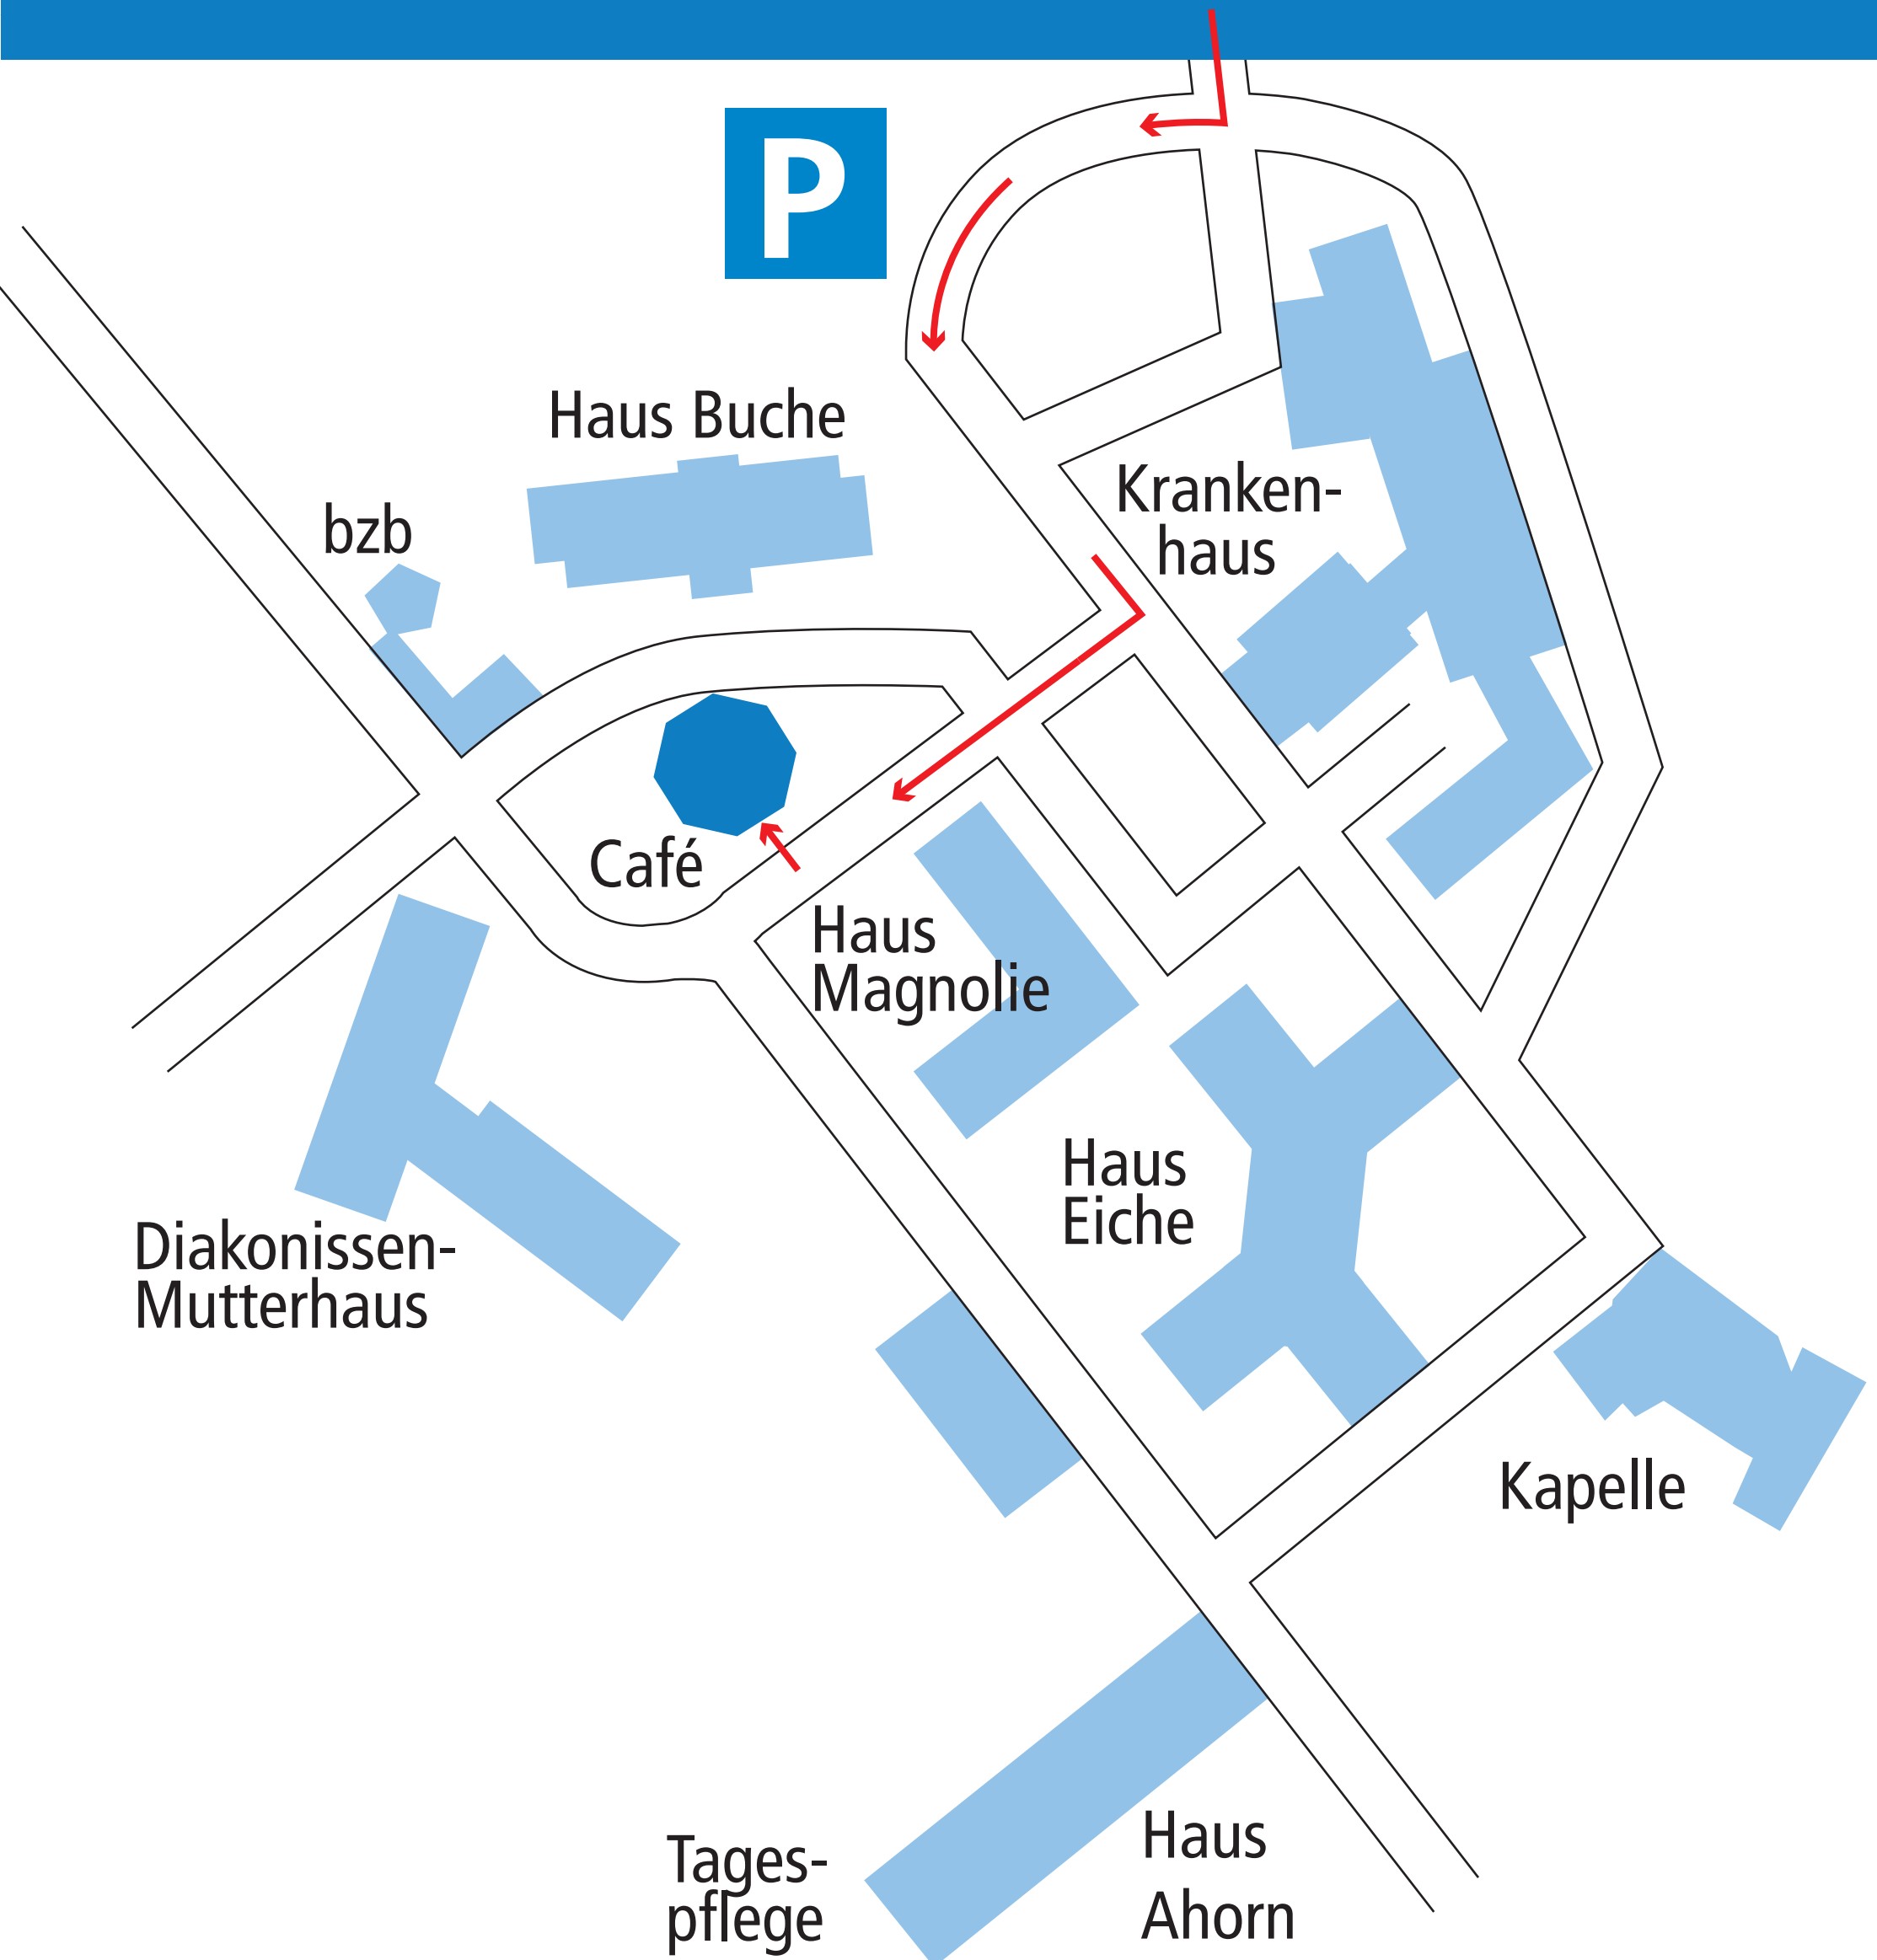 P
Haus Buche
Kranken-
haus
bzb
Café
Haus
Magnolie
Haus
Eiche
Diakonissen-
Mutterhaus
Kapelle
Haus
Ahorn
Tages-
pflege